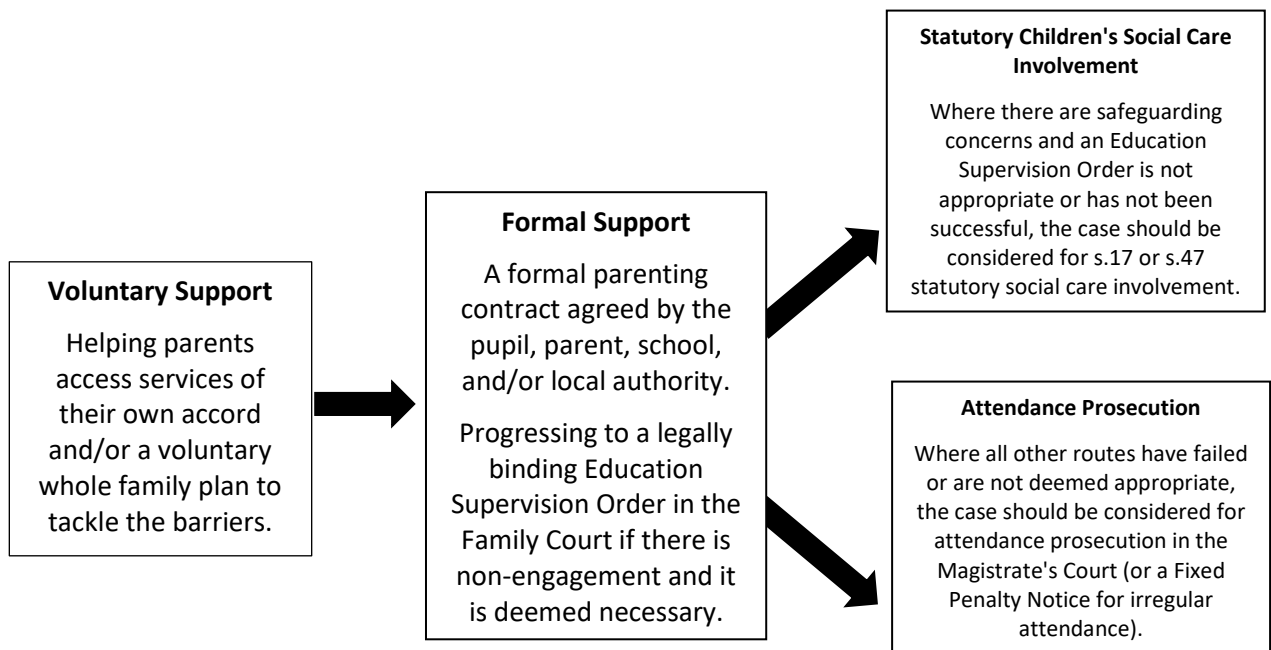 Voluntary Support
Helping parents
access services of
their own accord
and/or a voluntary
whole family plan to
tackle the barriers.
Formal Support
A formal parenting
contract agreed by the
pupil, parent, school,
and/or local authority.
Progressing to a legally
binding Education
Supervision Order in the
Family Court if there is
non-engagement and it
is deemed necessary.
Statutory Children's Social Care
Involvement
Where there are safeguarding
concerns and an Education
Supervision Order is not
appropriate or has not been
successful, the case should be
considered for s.17 or s.47
statutory social care involvement.
Attendance Prosecution
Where all other routes have failed
or are not deemed appropriate,
the case should be considered for
attendance prosecution in the
Magistrate's Court (or a Fixed
Penalty Notice for irregular
attendance).